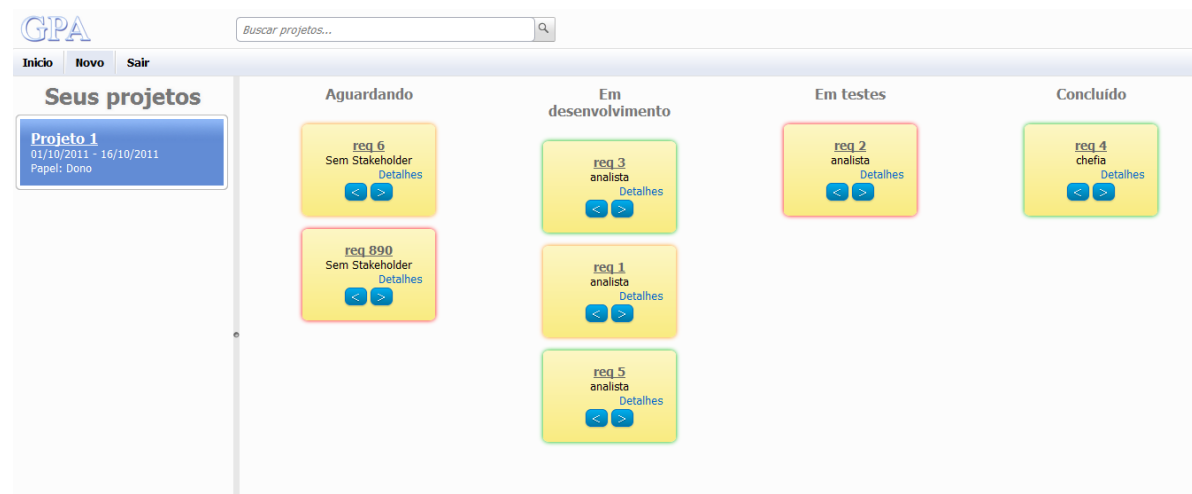 GPA
Buscar projetos...
Inicio Novo Sair
Seus projetos
Projeto 1
01/10/2011 - 16/10/2011
Papel: Dono
Aguardando
req 6
Sem Stakeholder
Detalhes
< >
req 890
Sem Stakeholder
Detalhes
< >
Em
desenvolvimento
req 3
analista
Detalhes
< >
req 1
analista
Detalhes
< >
req 5
analista
Detalhes
< >
Em testes
req 2
analista
Detalhes
< >
Concluído
req 4
chefia
Detalhes
< >